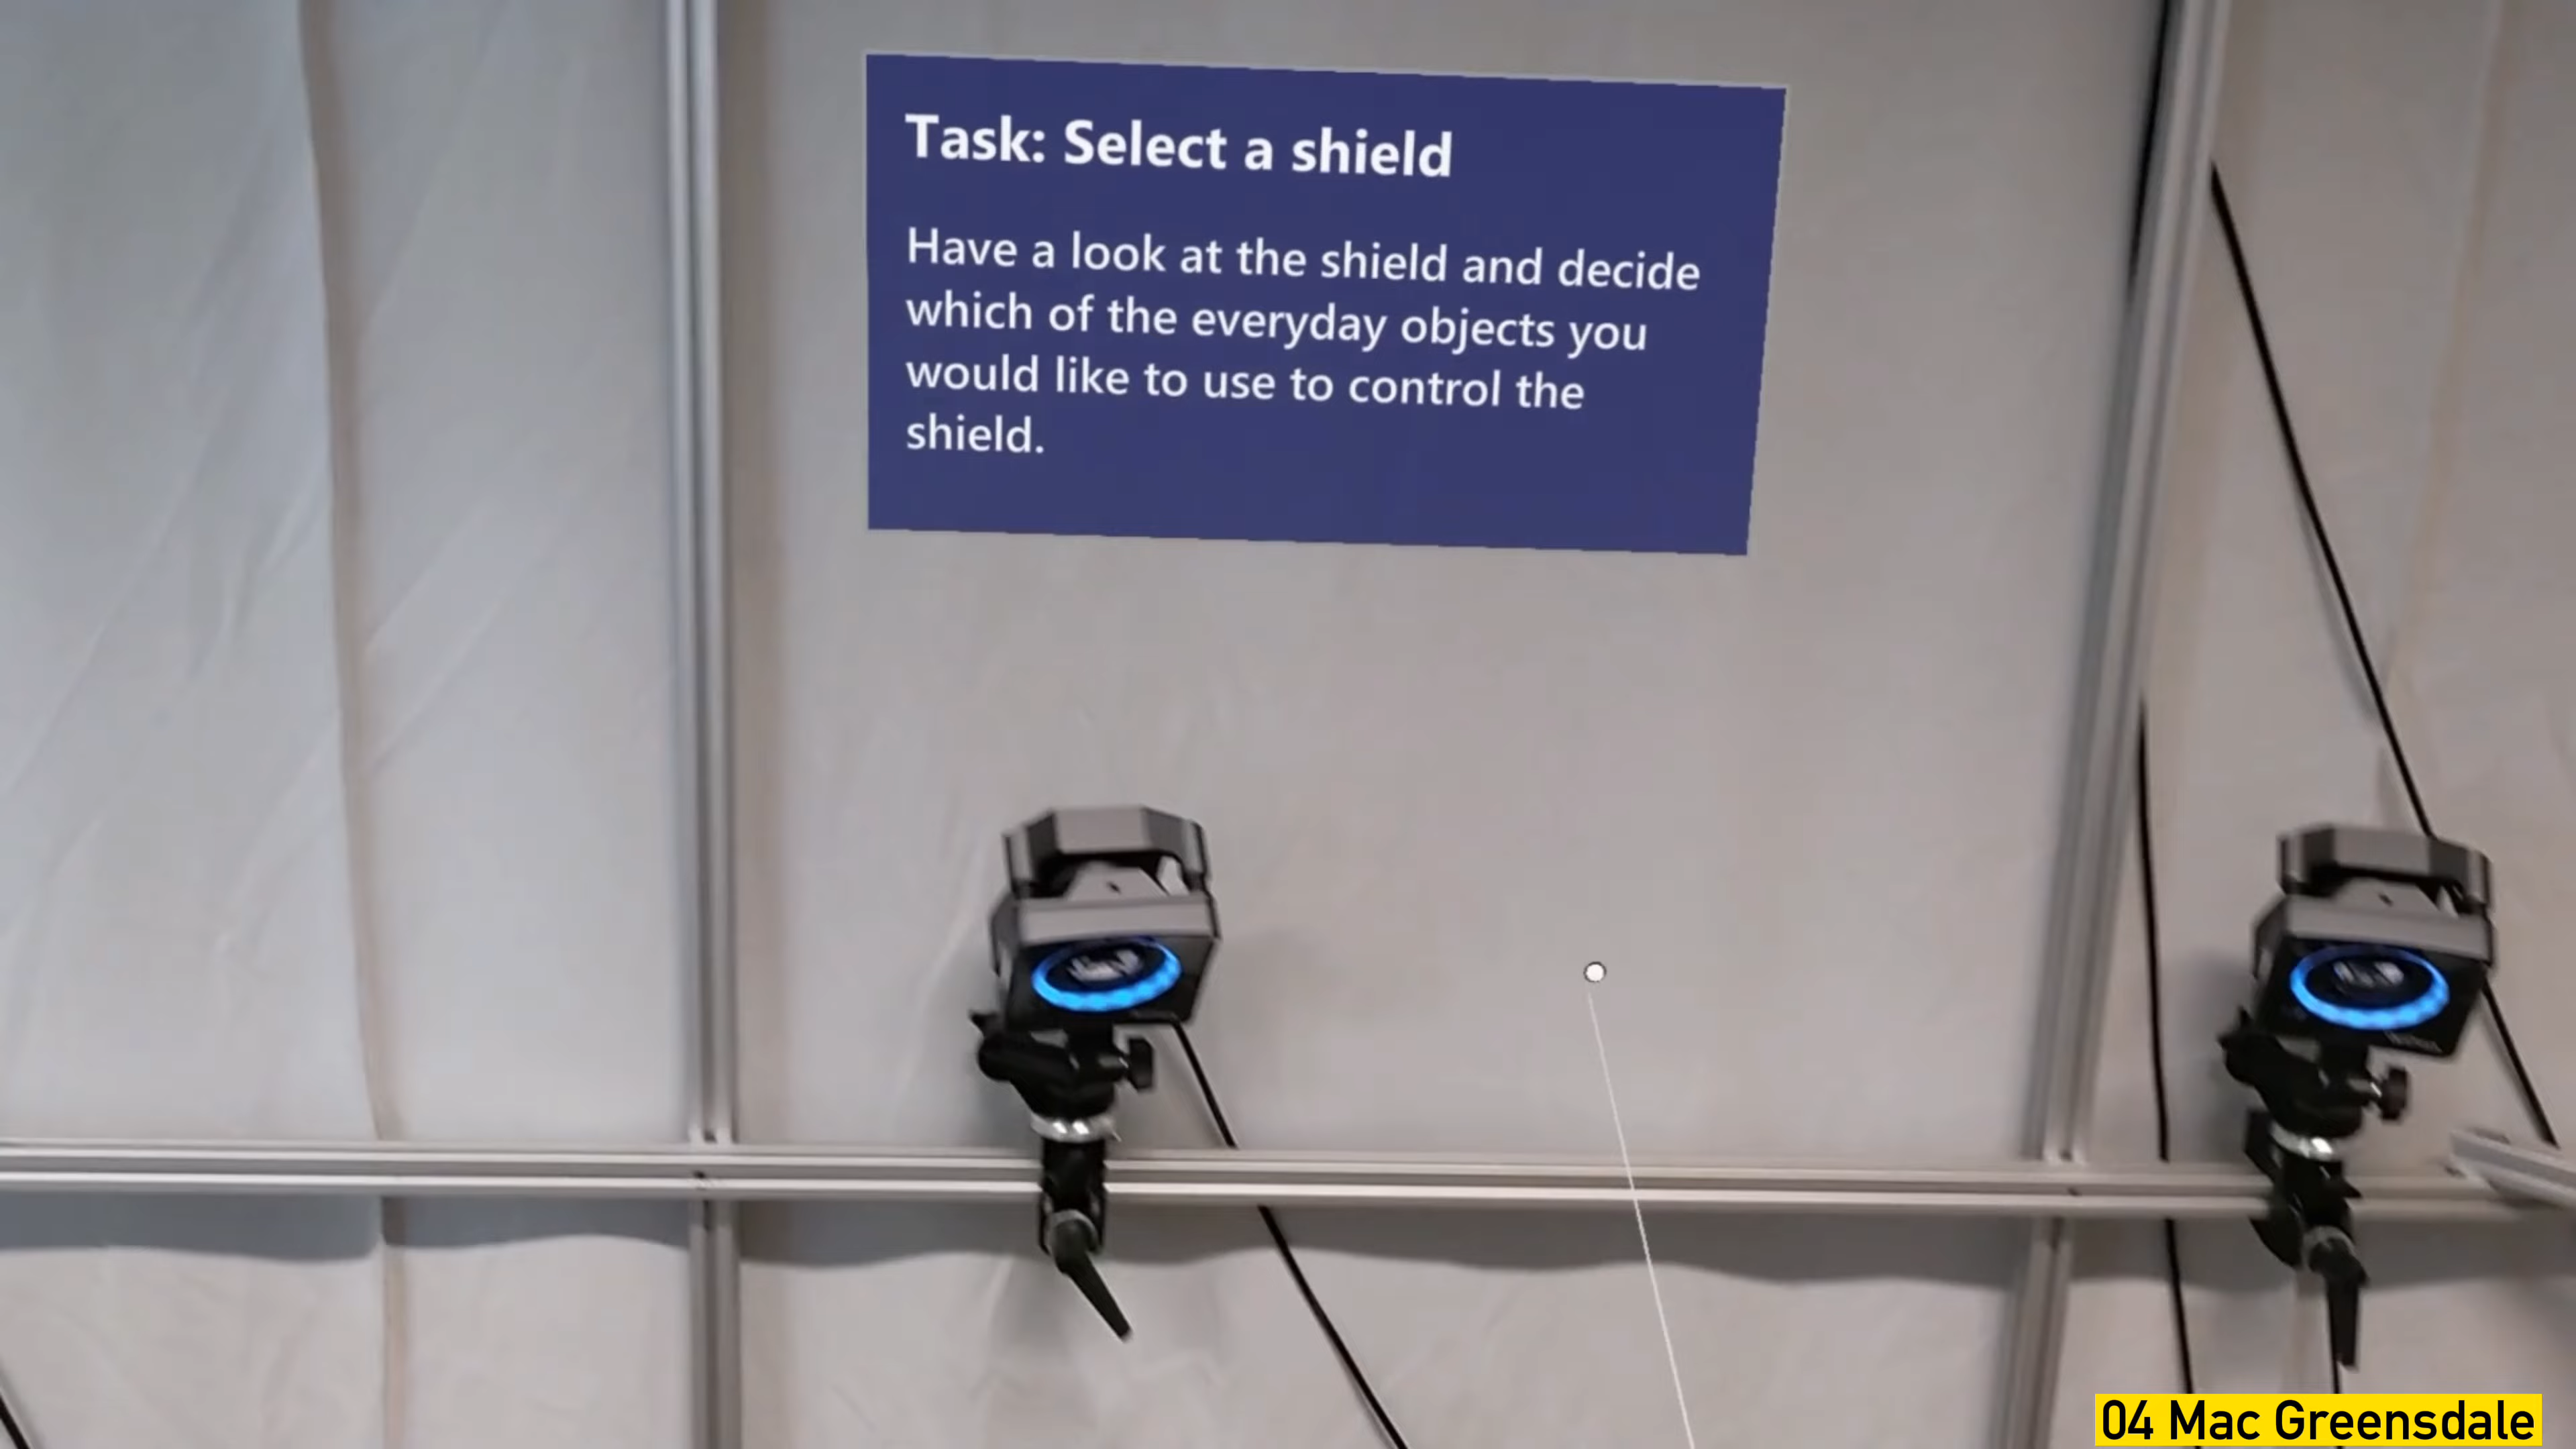 Task: Select a shield
Have a look at the shield and decide
which of the everyday objects you
would like to use to control the
shield.
04 Mac Greensdale